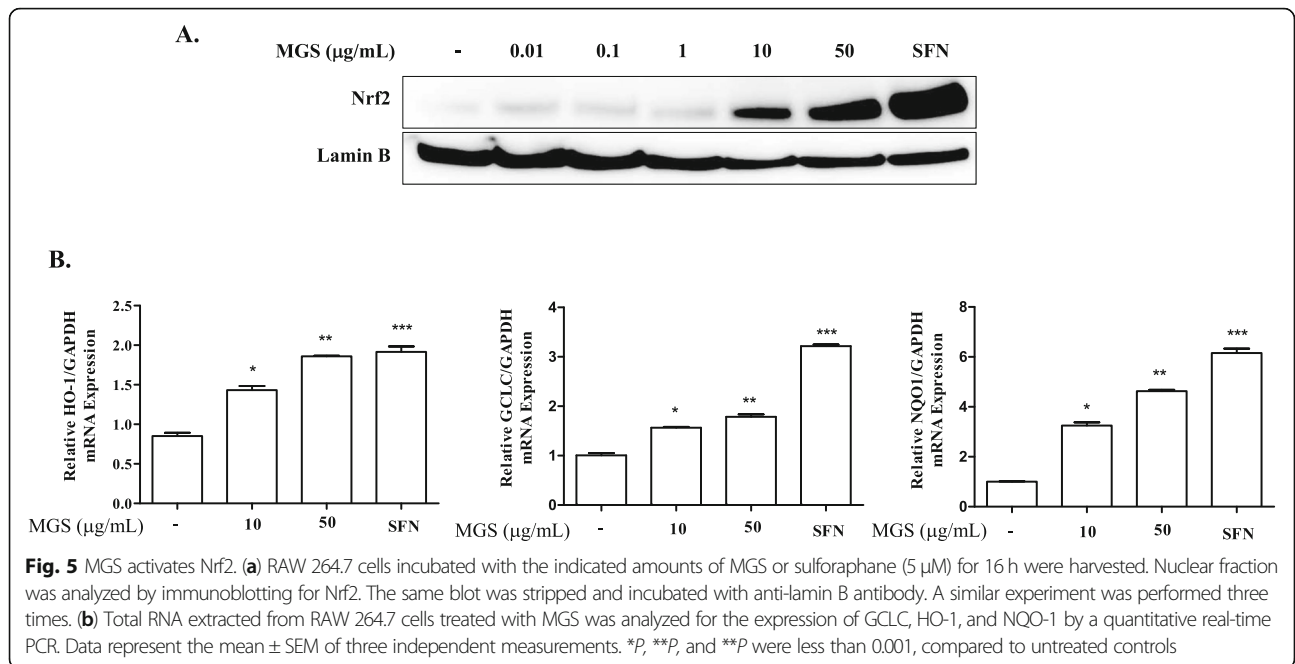 A.
MGS (μg/mL) - 0.01 0.1 1 10 50 SFN
Nrf2
Lamin B
B.
Relative HO-1/GAPDH
mRNA Expression
2.5
2.0
1.5
1.0
0.5
0.0
* ** ***
MGS (μg/mL) - 10 50 SFN
Relative GCLC/GAPDH
mRNA Expression
4
3
2
1
0
* ** ***
MGS (μg/mL) - 10 50 SFN
Relative NQO1/GAPDH
mRNA Expression
8
6
4
2
0
* ** ***
MGS (μg/mL) - 10 50 SFN
Fig. 5 MGS activates Nrf2. (a) RAW 264.7 cells incubated with the indicated amounts of MGS or sulforaphane (5 μM) for 16 h were harvested. Nuclear fraction
was analyzed by immunoblotting for Nrf2. The same blot was stripped and incubated with anti-lamin B antibody. A similar experiment was performed three
times. (b) Total RNA extracted from RAW 264.7 cells treated with MGS was analyzed for the expression of GCLC, HO-1, and NQO-1 by a quantitative real-time
PCR. Data represent the mean ± SEM of three independent measurements. *P, **P, and **P were less than 0.001, compared to untreated controls